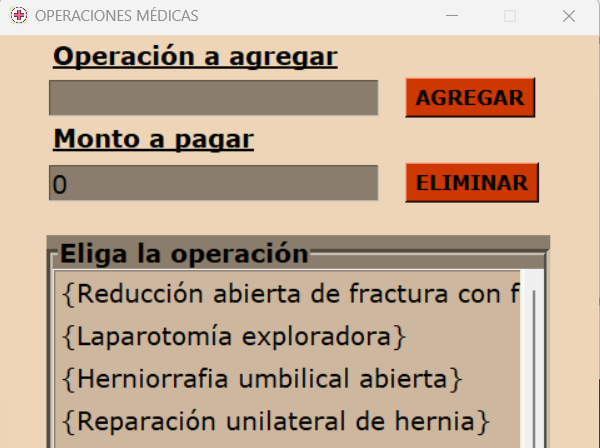 OPERACIONES MÉDICAS
Operación a agregar
AGREGAR
Monto a pagar
0
ELIMINAR
Eliga la operación
{Reducción abierta de fractura con f
{Laparotomía exploradora}
{Herniorrafia umbilical abierta}
{Reparación unilateral de hernia}